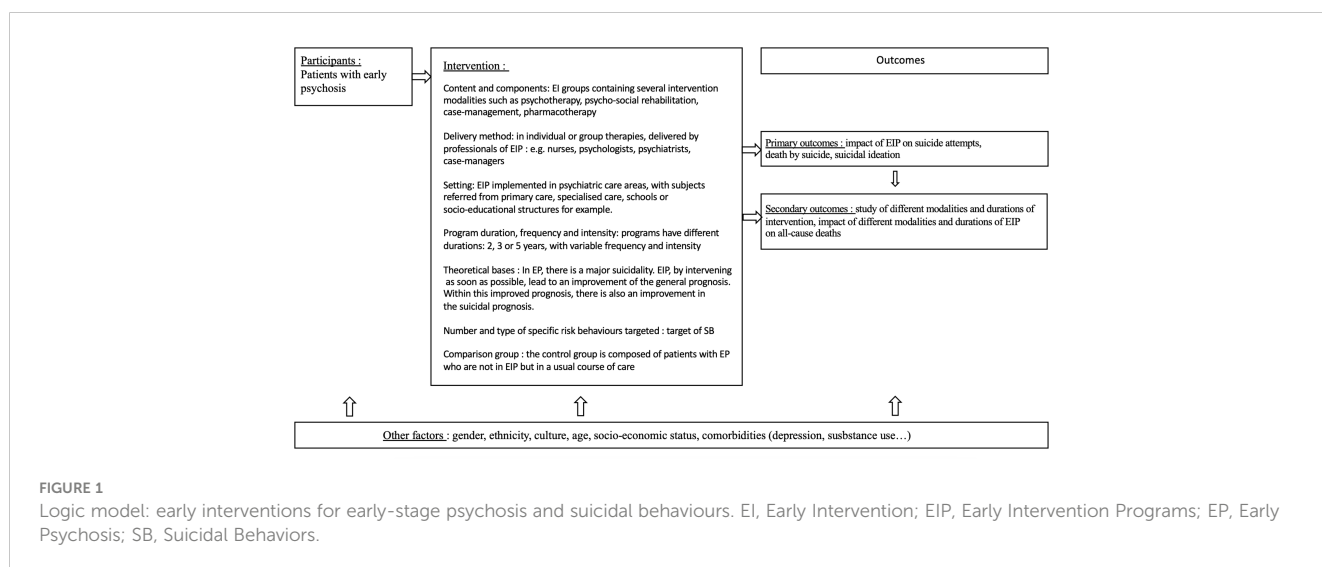 Participants :
Patients with early
psychosis
Intervention :
Content and components: EI groups containing several intervention
modalities such as psychotherapy, psycho-social rehabilitation,
case-management, pharmacotherapy
Delivery method: in individual or group therapies, delivered by
professionals of EIP : e.g. nurses, psychologists, psychiatrists,
case-managers
Setting: EIP implemented in psychiatric care areas, with subjects
referred from primary care, specialised care, schools or
socio-educational structures for example.
Program duration, frequency and intensity: programs have different
durations: 2, 3 or 5 years, with variable frequency and intensity
Theoretical bases : In EP, there is a major suicidality. EIP, by intervening
as soon as possible, lead to an improvement of the general prognosis.
Within this improved prognosis, there is also an improvement in
the suicidal prognosis.
Number and type of specific risk behaviours targeted : target of SB
Comparison group : the control group is composed of patients with EP
who are not in EIP but in a usual course of care
Outcomes
Primary outcomes : impact of EIP on suicide attempts,
death by suicide, suicidal ideation
Secondary outcomes : study of different modalities and durations of
intervention, impact of different modalities and durations of EIP
on all-cause deaths
Other factors : gender, ethnicity, culture, age, socio-economic status, comorbidities (depression, susbstance use…)
FIGURE 1
Logic model: early interventions for early-stage psychosis and suicidal behaviours. EI, Early Intervention; EIP, Early Intervention Programs; EP, Early
Psychosis; SB, Suicidal Behaviors.